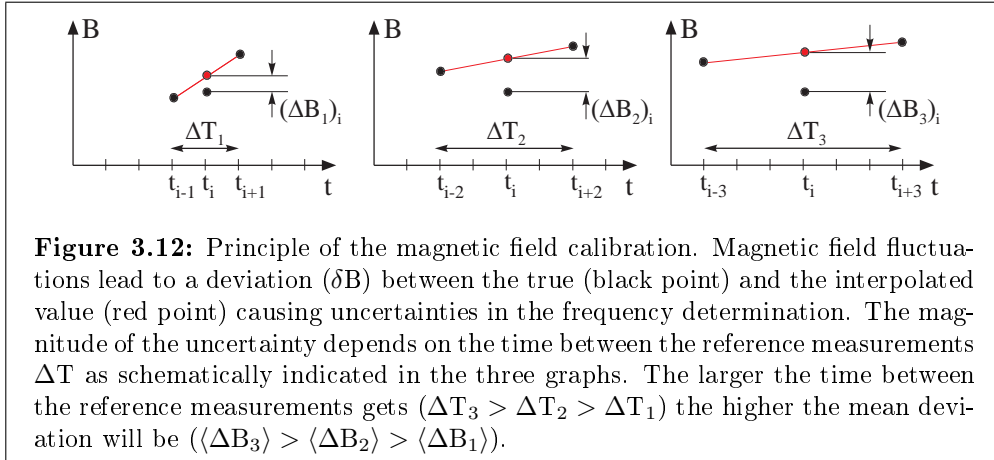 B B B
(ΔB₁)ᵢ (ΔB₂)ᵢ (ΔB₃)ᵢ
ΔT₁ ΔT₂ ΔT₃
tᵢ₋₁ tᵢ tᵢ₊₁ t tᵢ₋₂ tᵢ tᵢ₊₂ t tᵢ₋₃ tᵢ tᵢ₊₃ t
Figure 3.12: Principle of the magnetic field calibration. Magnetic field fluctua-
tions lead to a deviation (δB) between the true (black point) and the interpolated
value (red point) causing uncertainties in the frequency determination. The mag-
nitude of the uncertainty depends on the time between the reference measurements
ΔT as schematically indicated in the three graphs. The larger the time between
the reference measurements gets (ΔT₃ > ΔT₂ > ΔT₁) the higher the mean devi-
ation will be (⟨ΔB₃⟩ > ⟨ΔB₂⟩ > ⟨ΔB₁⟩).